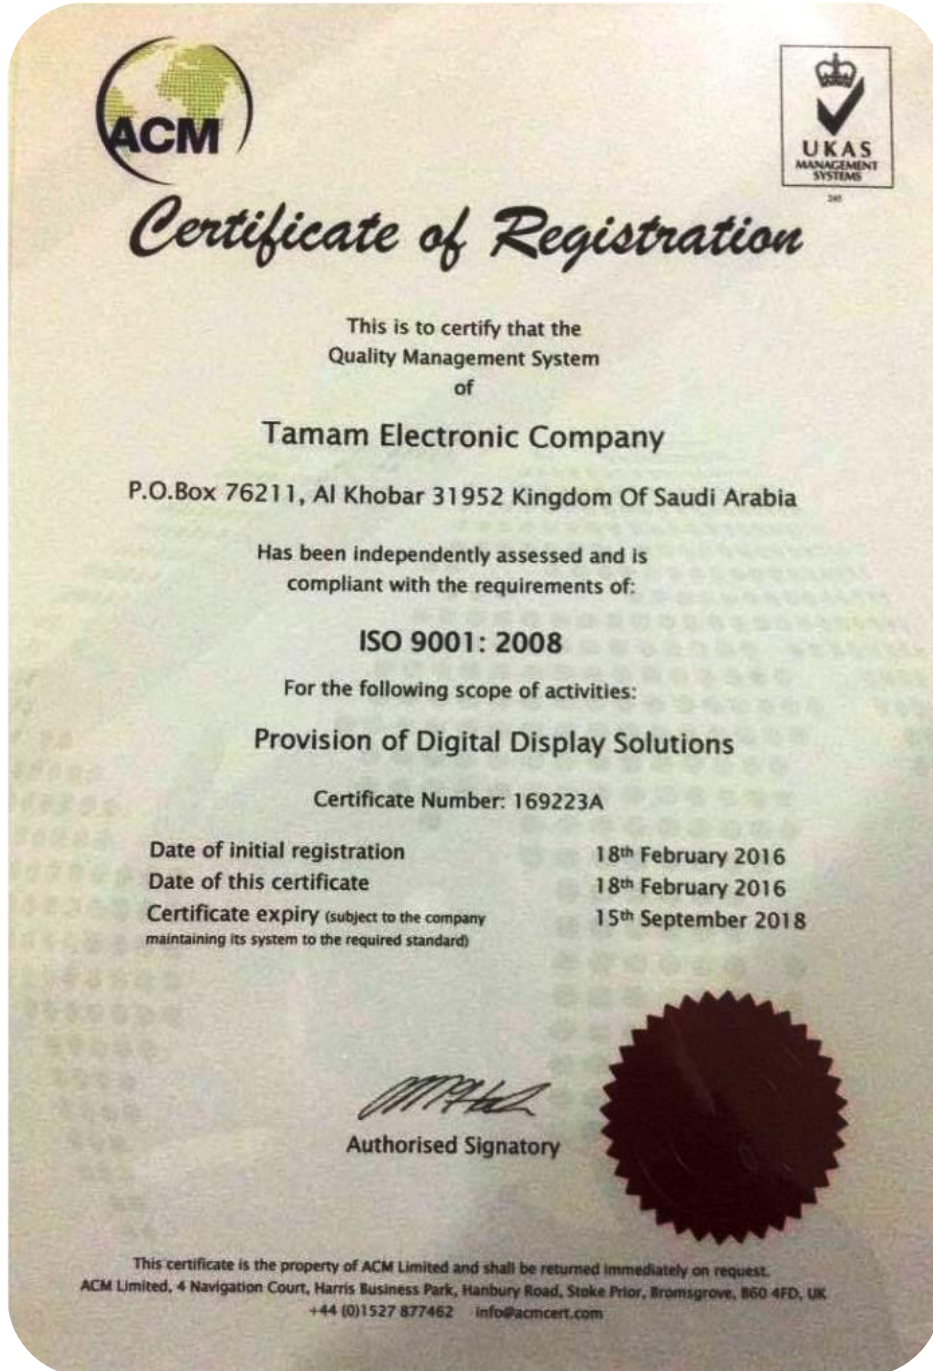 ACM
UKAS
MANAGEMENT
SYSTEMS
Certificate of Registration
This is to certify that the
Quality Management System
of
Tamam Electronic Company
P.O.Box 76211, Al Khobar 31952 Kingdom Of Saudi Arabia
Has been independently assessed and is
compliant with the requirements of:
ISO 9001: 2008
For the following scope of activities:
Provision of Digital Display Solutions
Certificate Number: 169223A
Date of initial registration 18th February 2016
Date of this certificate 18th February 2016
Certificate expiry (subject to the company 15th September 2018
maintaining its system to the required standard)
Authorised Signatory
This certificate is the property of ACM Limited and shall be returned immediately on request.
ACM Limited, 4 Navigation Court, Harris Business Park, Hanbury Road, Stoke Prior, Bromsgrove, B60 4FD, UK
+44 (0)1527 877462 info@acmcert.com